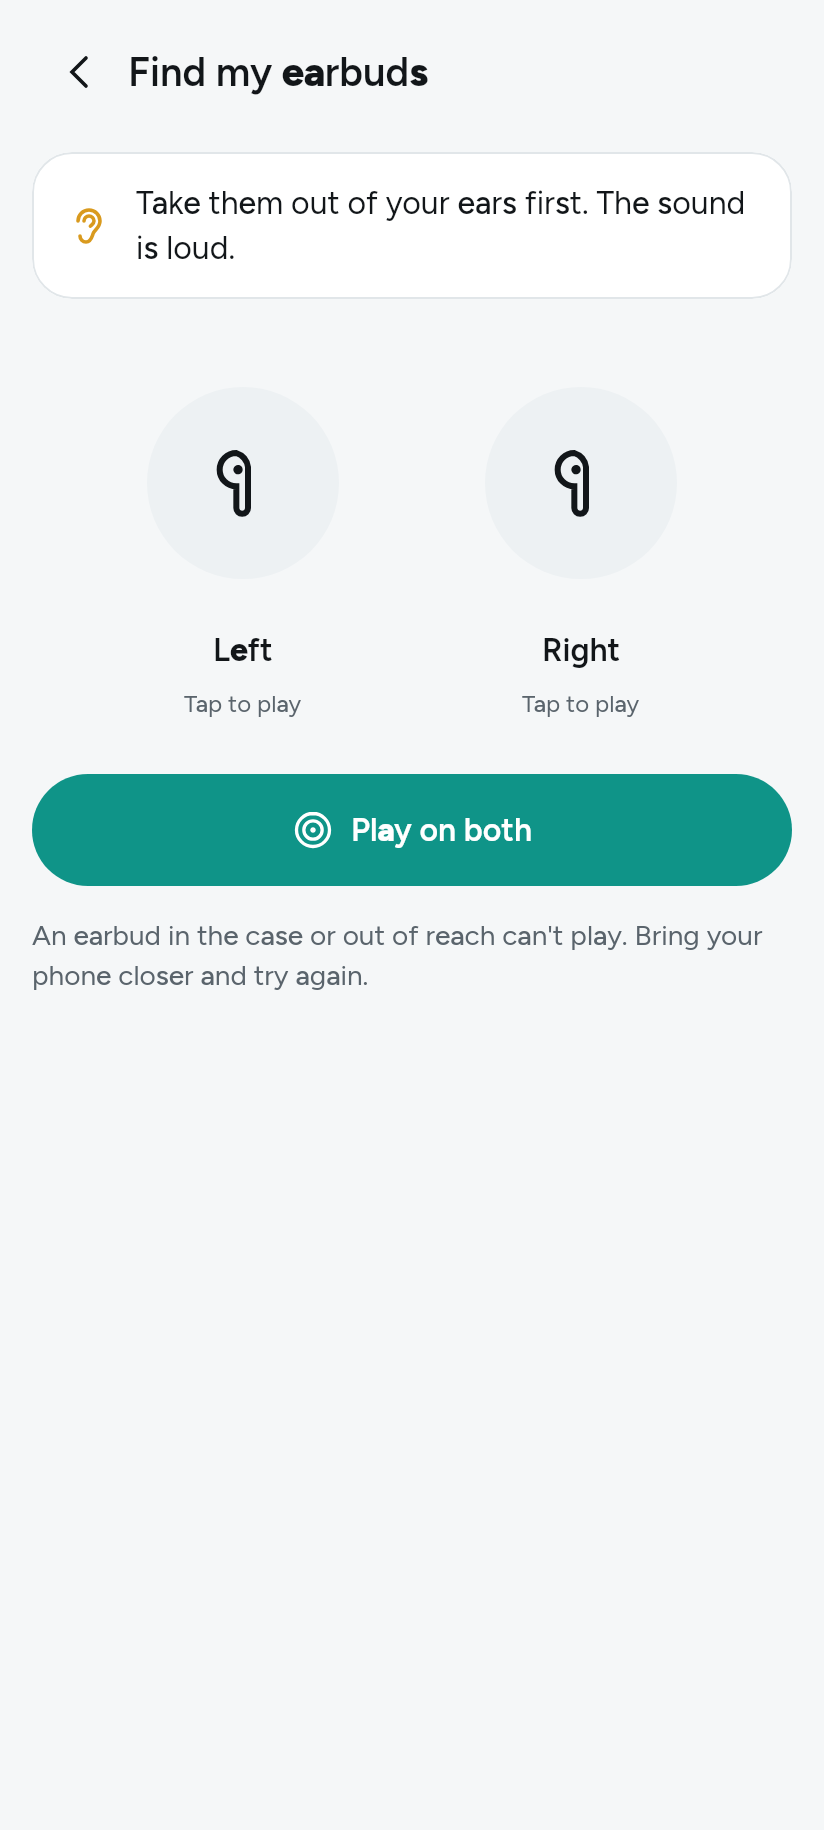 Find my earbuds
Take them out of your ears first. The sound
is loud.
Left
Right
Tap to play
Tap to play
Play on both
An earbud in the case or out of reach can't play. Bring your
phone closer and try again.